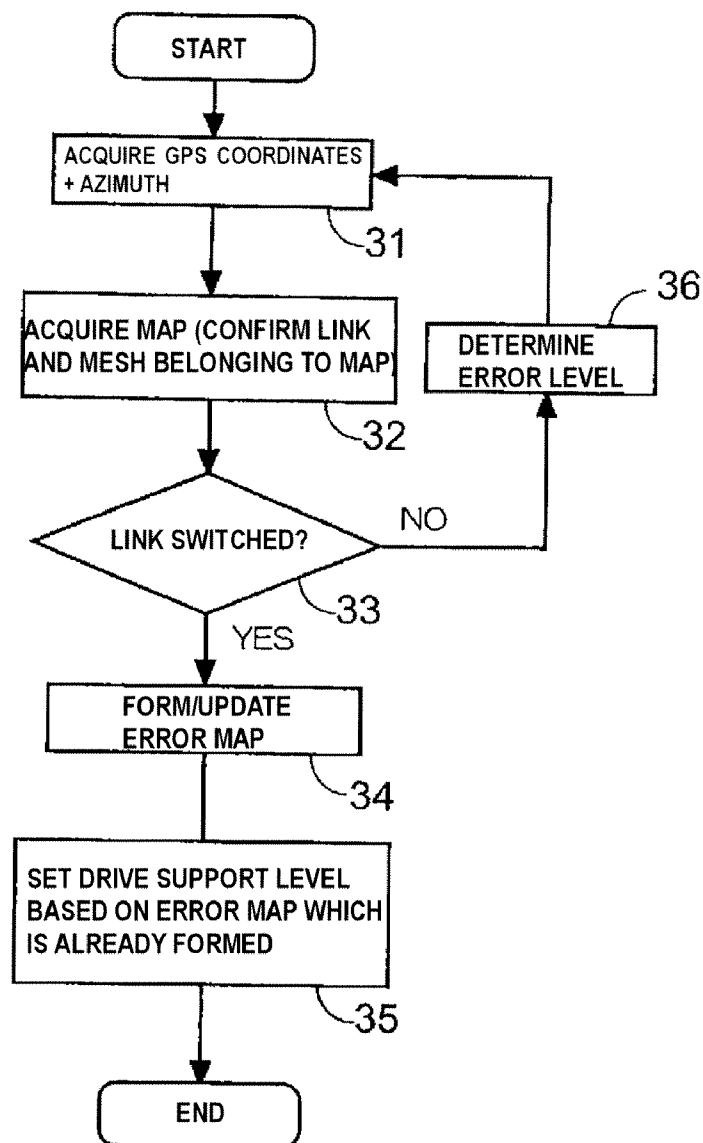 START
ACQUIRE GPS COORDINATES
+ AZIMUTH
31
ACQUIRE MAP (CONFIRM LINK
AND MESH BELONGING TO MAP)
32
36
DETERMINE
ERROR LEVEL
LINK SWITCHED?
NO
33
YES
FORM/UPDATE
ERROR MAP
34
SET DRIVE SUPPORT LEVEL
BASED ON ERROR MAP WHICH
IS ALREADY FORMED
35
END